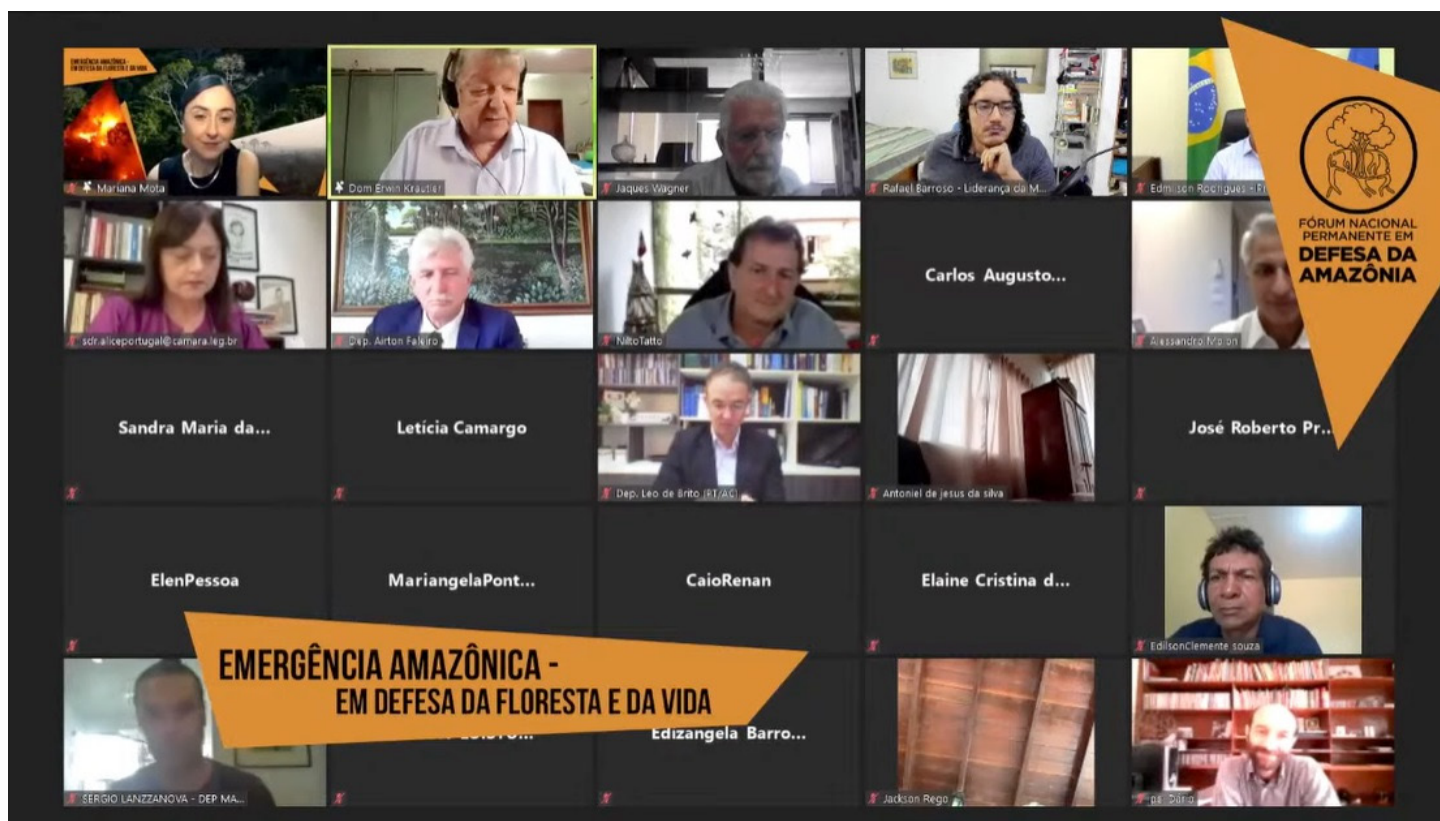 EMERGÊNCIA AMAZÔNICA -
EM DEFESA DA FLORESTA E DA VIDA
Mariana Mota
Dom Erwin Krautler
Jaques Wagner
Rafael Barroso - Liderança da M...
Edmilson Rodrigues - P
FÓRUM NACIONAL
PERMANENTE EM
DEFESA DA
AMAZÔNIA
sdr.aliceportugal@camara.leg.br
Dep. Airton Faleiro
NiltoTatto
Carlos Augusto...
Alessandro Molon
Sandra Maria da...
Letícia Camargo
Dep. Leo de Brito (PT/AC)
Antoniel de jesus da silva
José Roberto Pr...
ElenPessoa
MariangelaPont...
CaioRenan
Elaine Cristina d...
EdilsonClemente souza
EMERGÊNCIA AMAZÔNICA -
EM DEFESA DA FLORESTA E DA VIDA
SERGIO LANZZANOVA - DEP MA...
Edizangela Barro...
Jackson Rego
pe. Dário